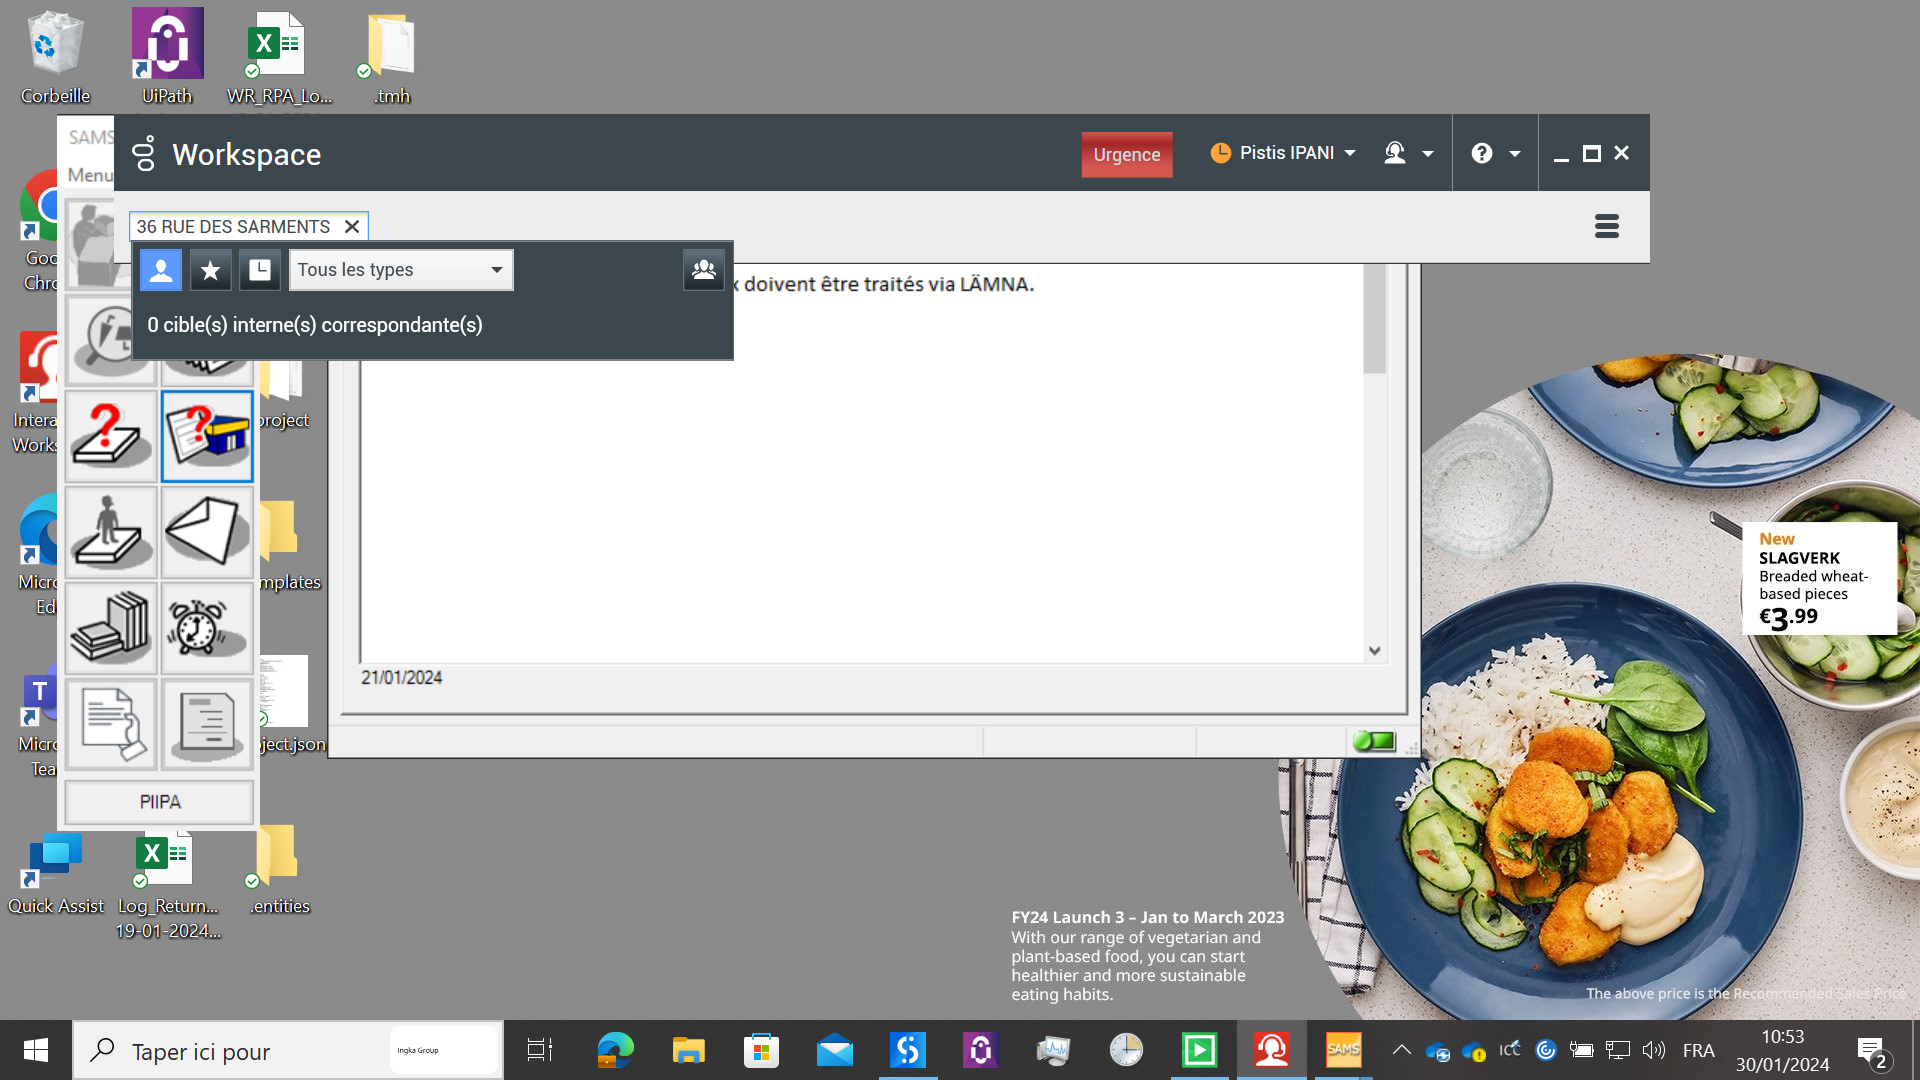 Corbeille
UiPath
WR_RPA_Lo...
.tmh
SAMS
Menu
Workspace
Urgence
Pistis IPANI
36 RUE DES SARMENTS
Tous les types
0 cible(s) interne(s) correspondante(s)
doivent être traités via LÄMNA.
Goo
Chro
Intera
Works
project
Micro
Ed
mplates
Micro
Tea
ject.json
21/01/2024
PIIPA
Quick Assist
Log_Return...
19-01-2024...
.entities
New
SLAGVERK
Breaded wheat-
based pieces
€3.99
FY24 Launch 3 – Jan to March 2023
With our range of vegetarian and
plant-based food, you can start
healthier and more sustainable
eating habits.
The above price is the Recommended Sales Price
Taper ici pour
Ingka Group
SAMS
ICC
FRA
10:53
30/01/2024
2